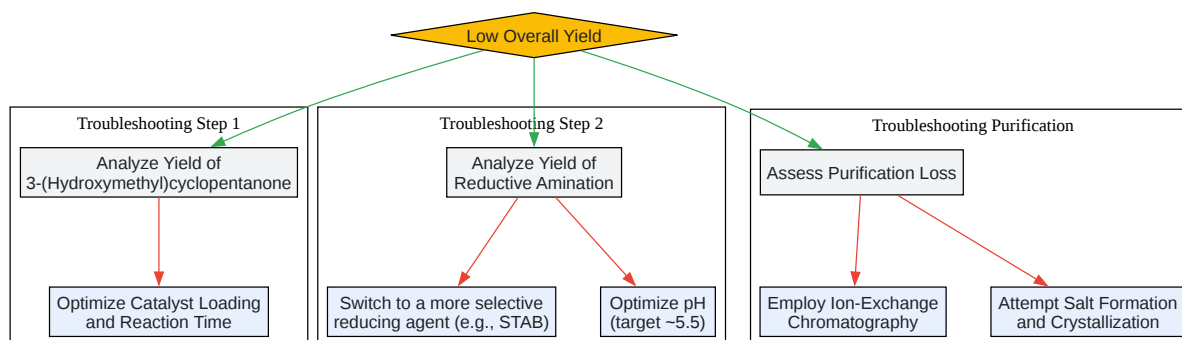 Low Overall Yield
Troubleshooting Step 1
Analyze Yield of
3-(Hydroxymethyl)cyclopentanone
Optimize Catalyst Loading
and Reaction Time
Troubleshooting Step 2
Analyze Yield of
Reductive Amination
Switch to a more selective
reducing agent (e.g., STAB)
Optimize pH
(target ~5.5)
Troubleshooting Purification
Assess Purification Loss
Employ Ion-Exchange
Chromatography
Attempt Salt Formation
and Crystallization